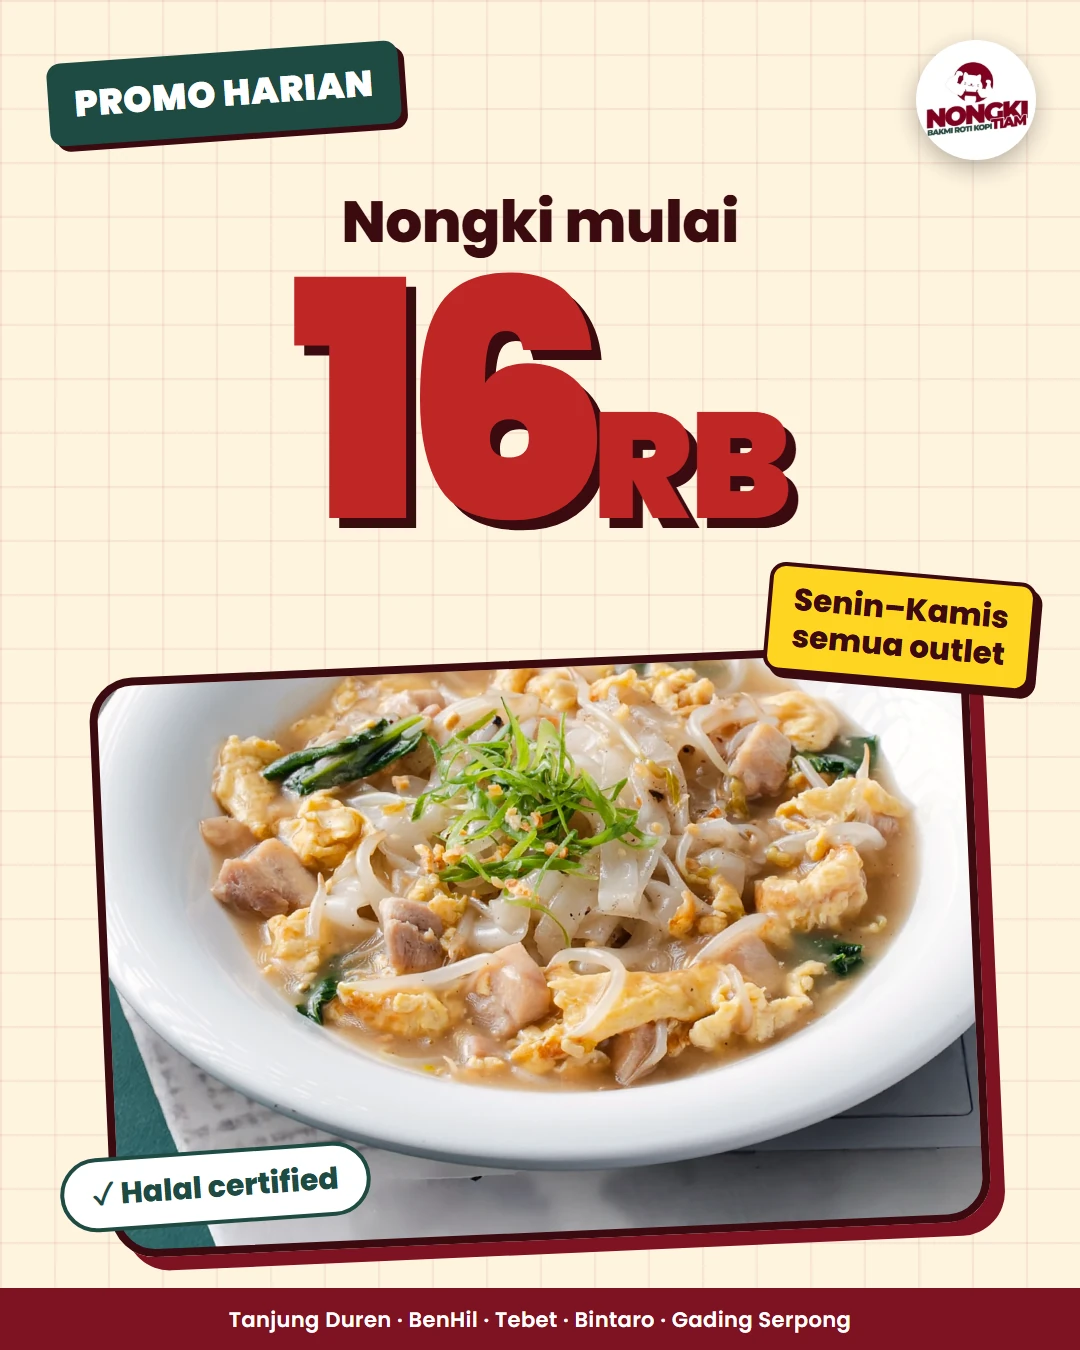 PROMO HARIAN
NONGKI
BAKMI ROTI KOPI TIAM
Nongki mulai
16RB
Senin–Kamis
semua outlet
✓ Halal certified
Tanjung Duren · BenHil · Tebet · Bintaro · Gading Serpong